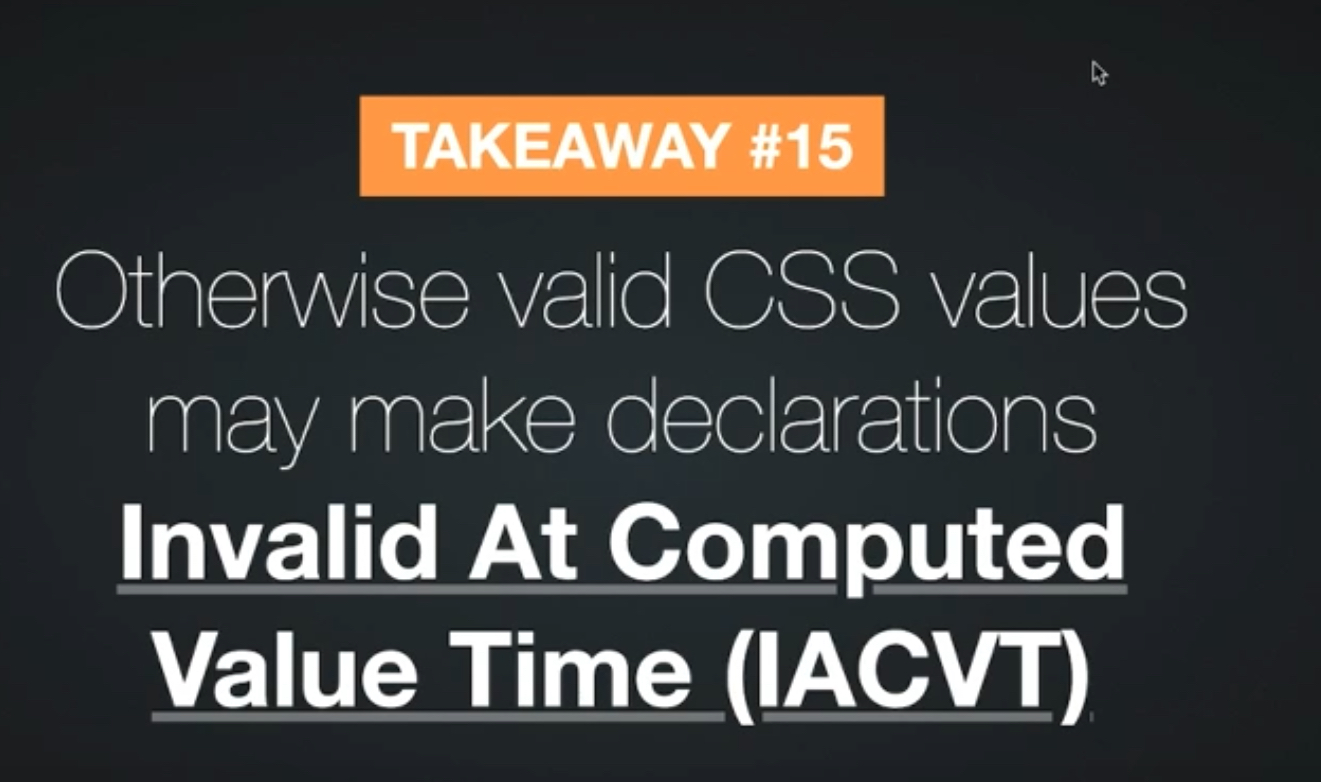 TAKEAWAY #15
Otherwise valid CSS values
may make declarations
Invalid At Computed
Value Time (IACVT)